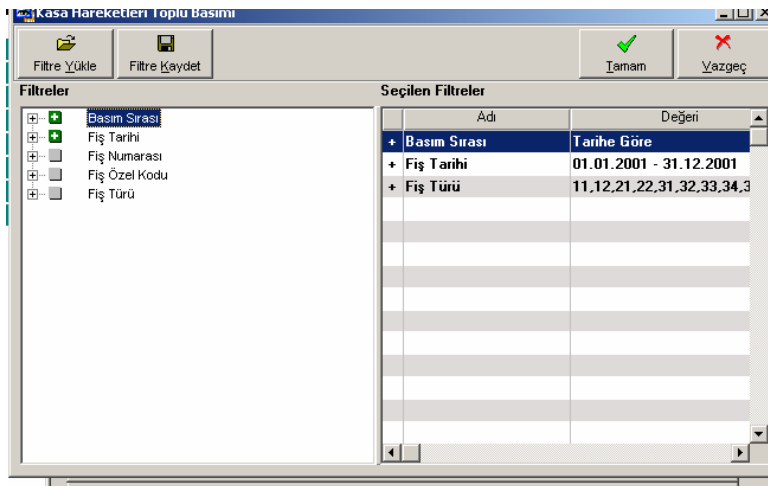 Kasa Hareketleri Toplu Basımı
Filtre Yükle
Filtre Kaydet
Tamam
Vazgeç
Filtreler
Seçilen Filtreler
Basım Sırası
Fiş Tarihi
Fiş Numarası
Fiş Özel Kodu
Fiş Türü
Adı Değeri
+ Basım Sırası Tarihe Göre
+ Fiş Tarihi 01.01.2001 - 31.12.2001
+ Fiş Türü 11,12,21,22,31,32,33,34,3